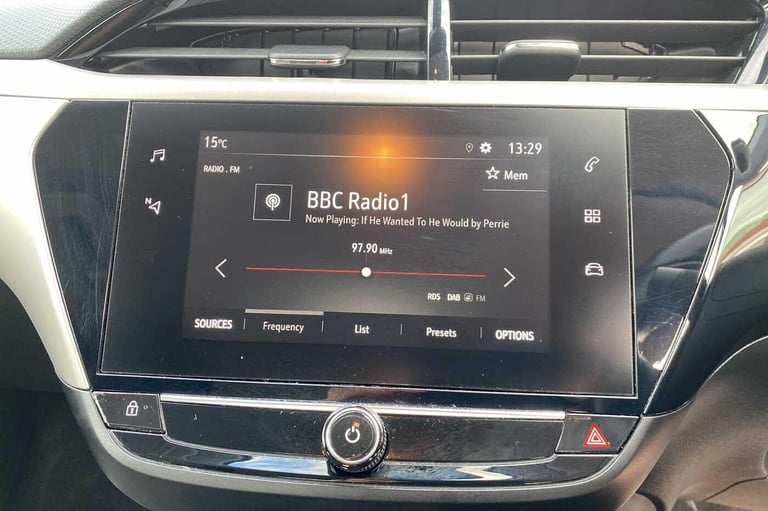 15°C
13:29
RADIO . FM
Mem
N
BBC Radio1
Now Playing: If He Wanted To He Would by Perrie
97.90 MHz
RDS DAB FM
SOURCES Frequency List Presets OPTIONS